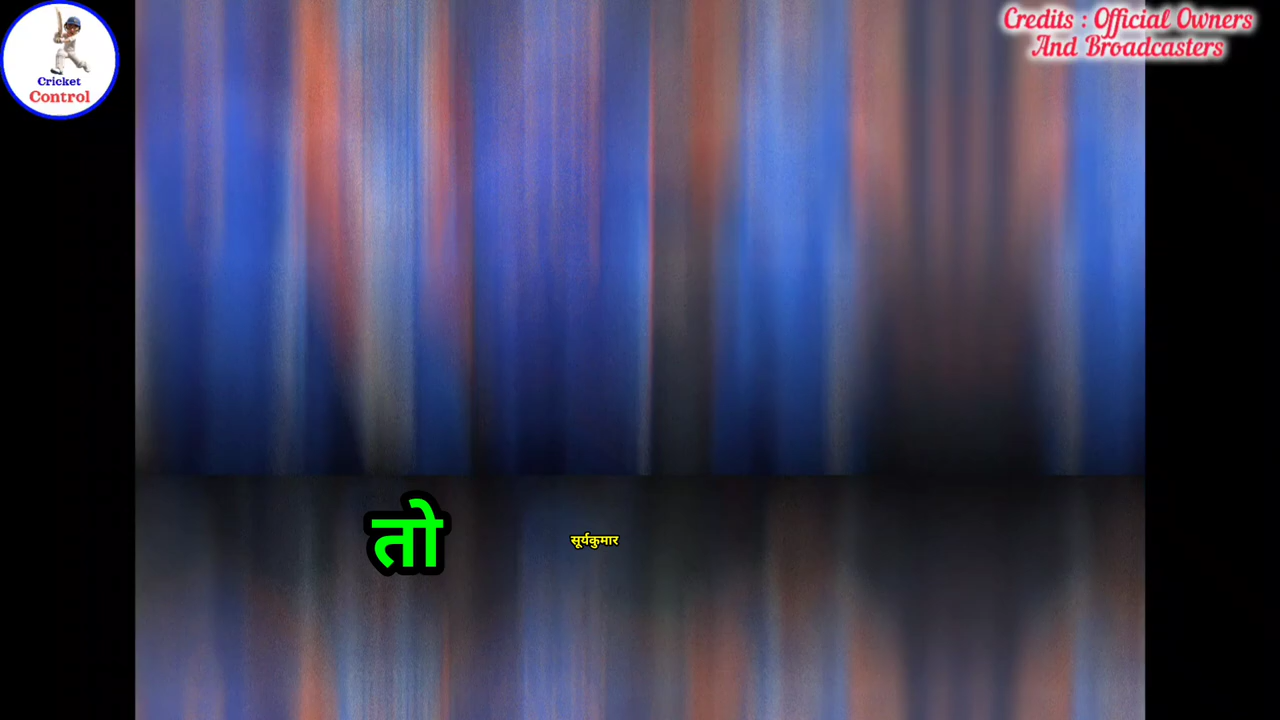 Cricket
Control
Credits : Official Owners
And Broadcasters
तो सूर्यकुमार